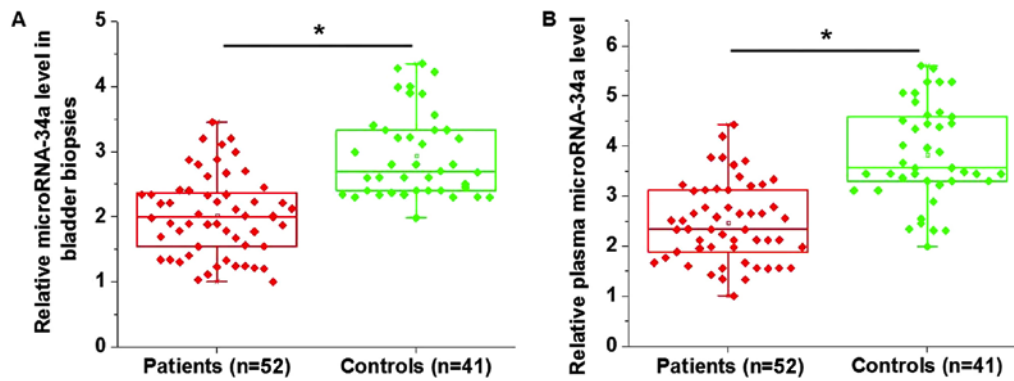 A
Relative microRNA-34a level in
bladder biopsies
5
4
3
2
1
0
*
Patients (n=52) Controls (n=41)
B
Relative plasma microRNA-34a level
6
5
4
3
2
1
0
*
Patients (n=52) Controls (n=41)